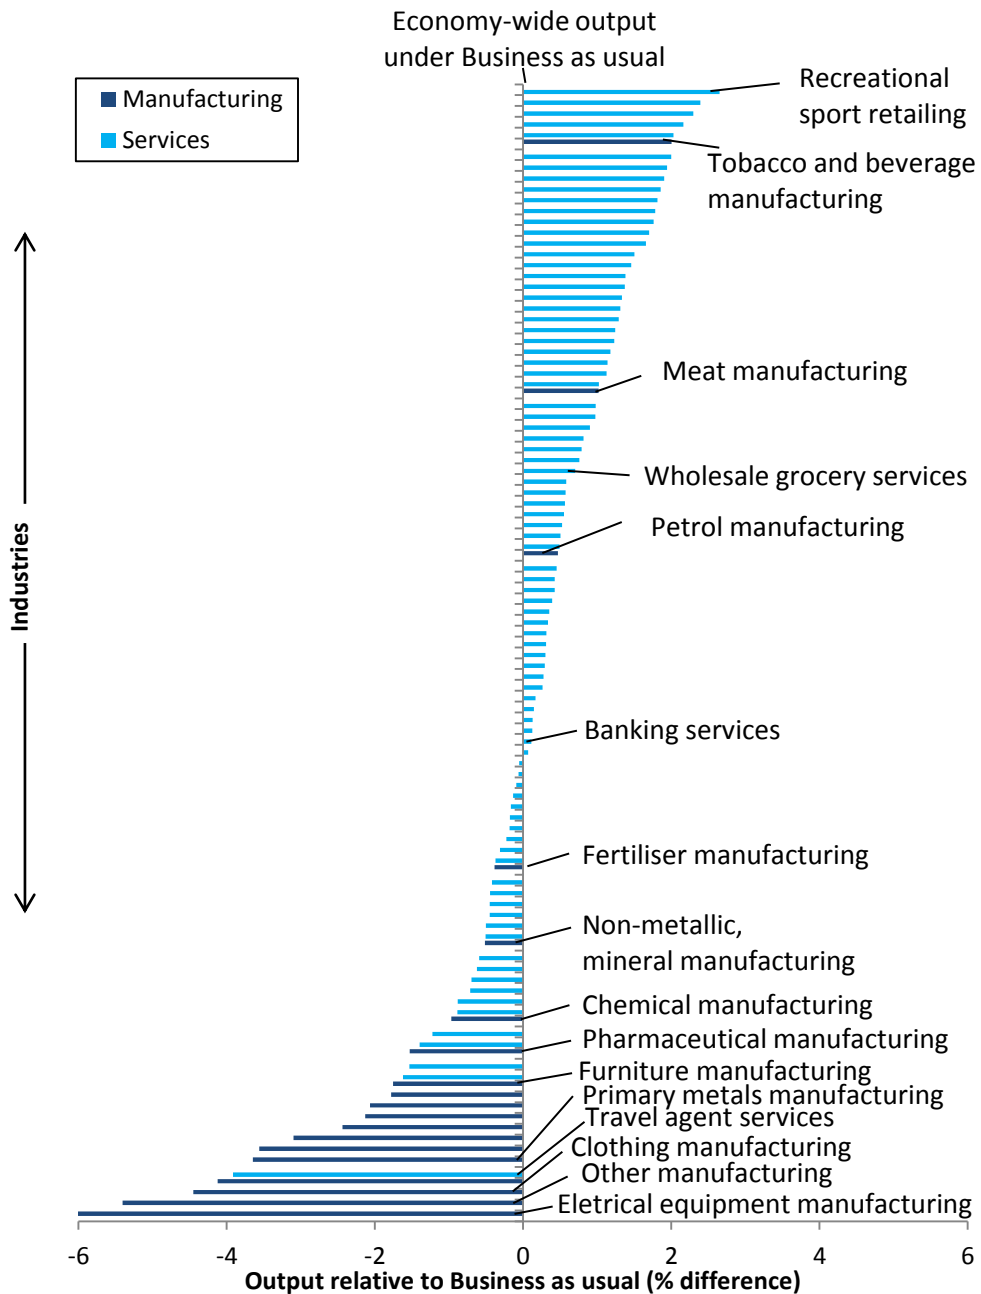 Economy-wide output
under Business as usual
Manufacturing
Services
Recreational
sport retailing
Tobacco and beverage
manufacturing
Meat manufacturing
Wholesale grocery services
Petrol manufacturing
Industries
Banking services
Fertiliser manufacturing
Non-metallic,
mineral manufacturing
Chemical manufacturing
Pharmaceutical manufacturing
Furniture manufacturing
Primary metals manufacturing
Travel agent services
Clothing manufacturing
Other manufacturing
Eletrical equipment manufacturing
-6 -4 -2 0 2 4 6
Output relative to Business as usual (% difference)